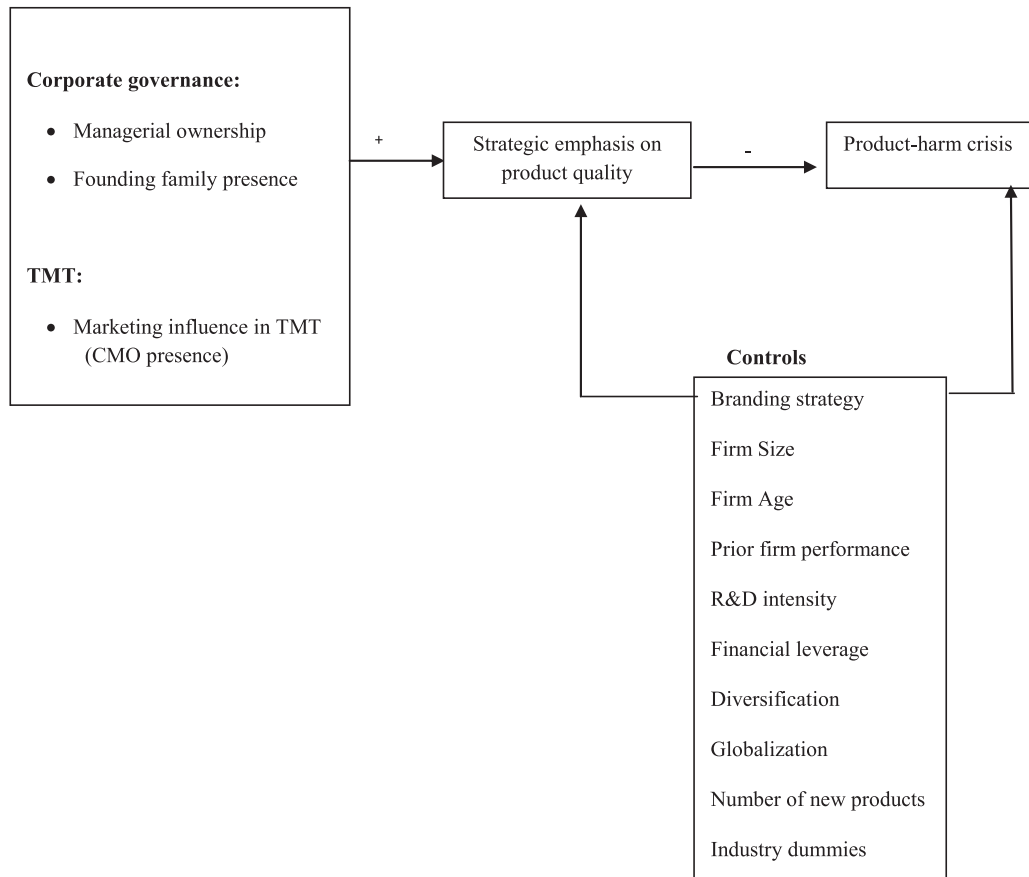 Corporate governance:
• Managerial ownership
• Founding family presence
TMT:
• Marketing influence in TMT
(CMO presence)
+
Strategic emphasis on
product quality
-
Product-harm crisis
Controls
Branding strategy
Firm Size
Firm Age
Prior firm performance
R&D intensity
Financial leverage
Diversification
Globalization
Number of new products
Industry dummies